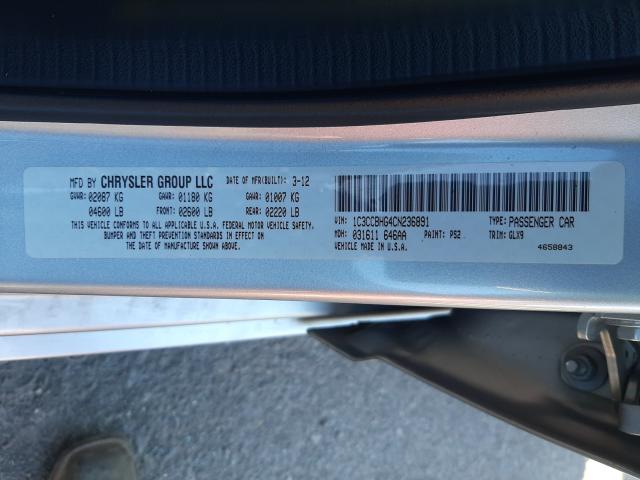 MFD BY CHRYSLER GROUP LLC DATE OF MFR(BUILT): 3-12
GVWR: 02087 KG GAWR: 01180 KG GAWR: 01007 KG
04600 LB FRONT: 02600 LB REAR: 02220 LB
THIS VEHICLE CONFORMS TO ALL APPLICABLE U.S.A. FEDERAL MOTOR VEHICLE SAFETY,
BUMPER AND THEFT PREVENTION STANDARDS IN EFFECT ON THE
DATE OF MANUFACTURE SHOWN ABOVE.
VIN: 1C3CCBHG4CN236891 TYPE: PASSENGER CAR
MDH: 031611 646AA PAINT: PS2 TRIM: GLX9
MADE IN U.S.A. 4658843